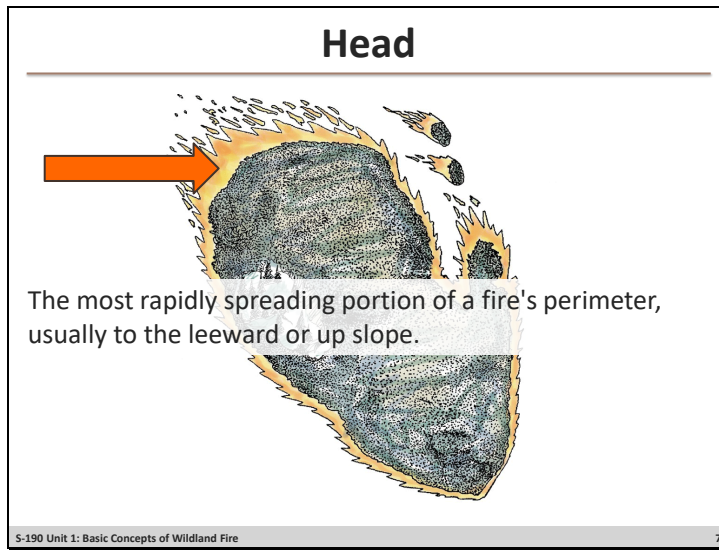 Head
The most rapidly spreading portion of a fire's perimeter,
usually to the leeward or up slope.
S-190 Unit 1: Basic Concepts of Wildland Fire 7